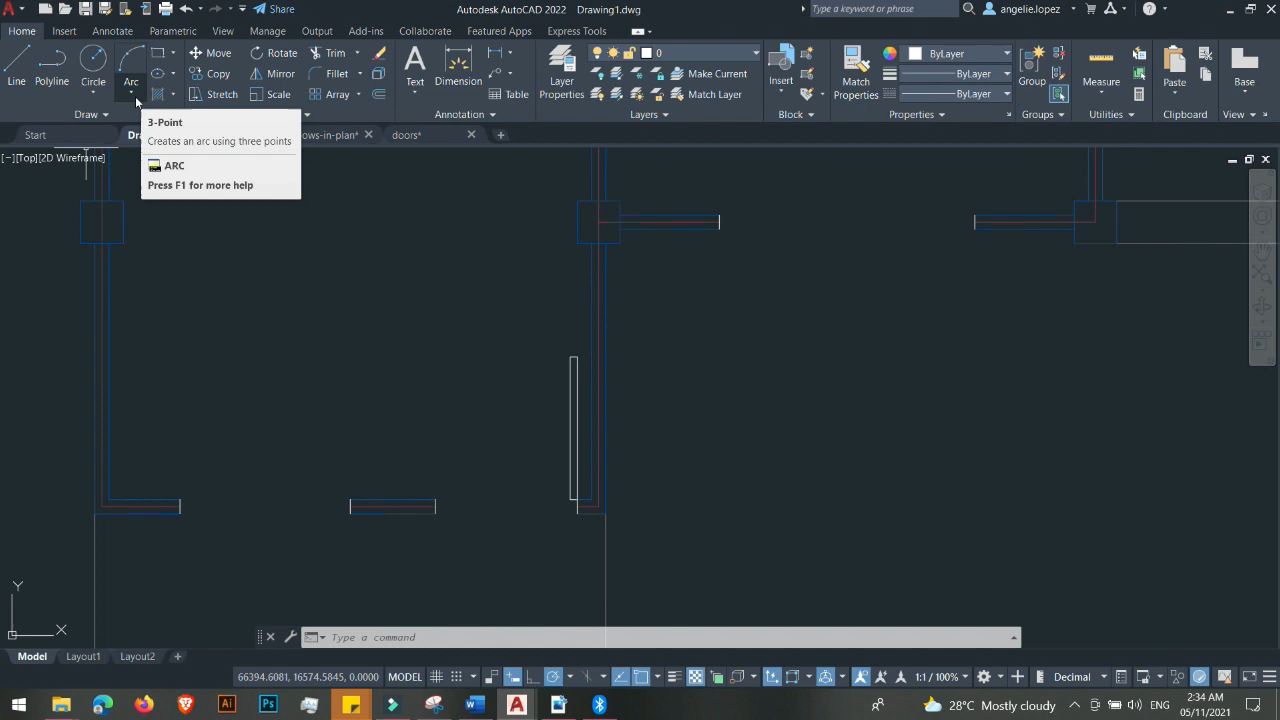 Share
Autodesk AutoCAD 2022 Drawing1.dwg
Type a keyword or phrase
angelie.lopez
Home Insert Annotate Parametric View Manage Output Add-ins Collaborate Featured Apps Express Tools
Line Polyline Circle Arc
Move Rotate Trim
Copy Mirror Fillet
Stretch Scale Array
Text Dimension Table
Layer Properties
0
Make Current
Match Layer
Insert
Match Properties
ByLayer
ByLayer
ByLayer
Group Measure Paste Base
Draw Annotation Layers Block Properties Groups Utilities Clipboard View
Start ows-in-plan* doors*
[−][Top][2D Wireframe]
3-Point
Creates an arc using three points
ARC
Press F1 for more help
Y
X
Type a command
Model Layout1 Layout2
66394.6081, 16574.5845, 0.0000 MODEL 1:1 / 100% Decimal
28°C Mostly cloudy ENG 2:34 AM
05/11/2021